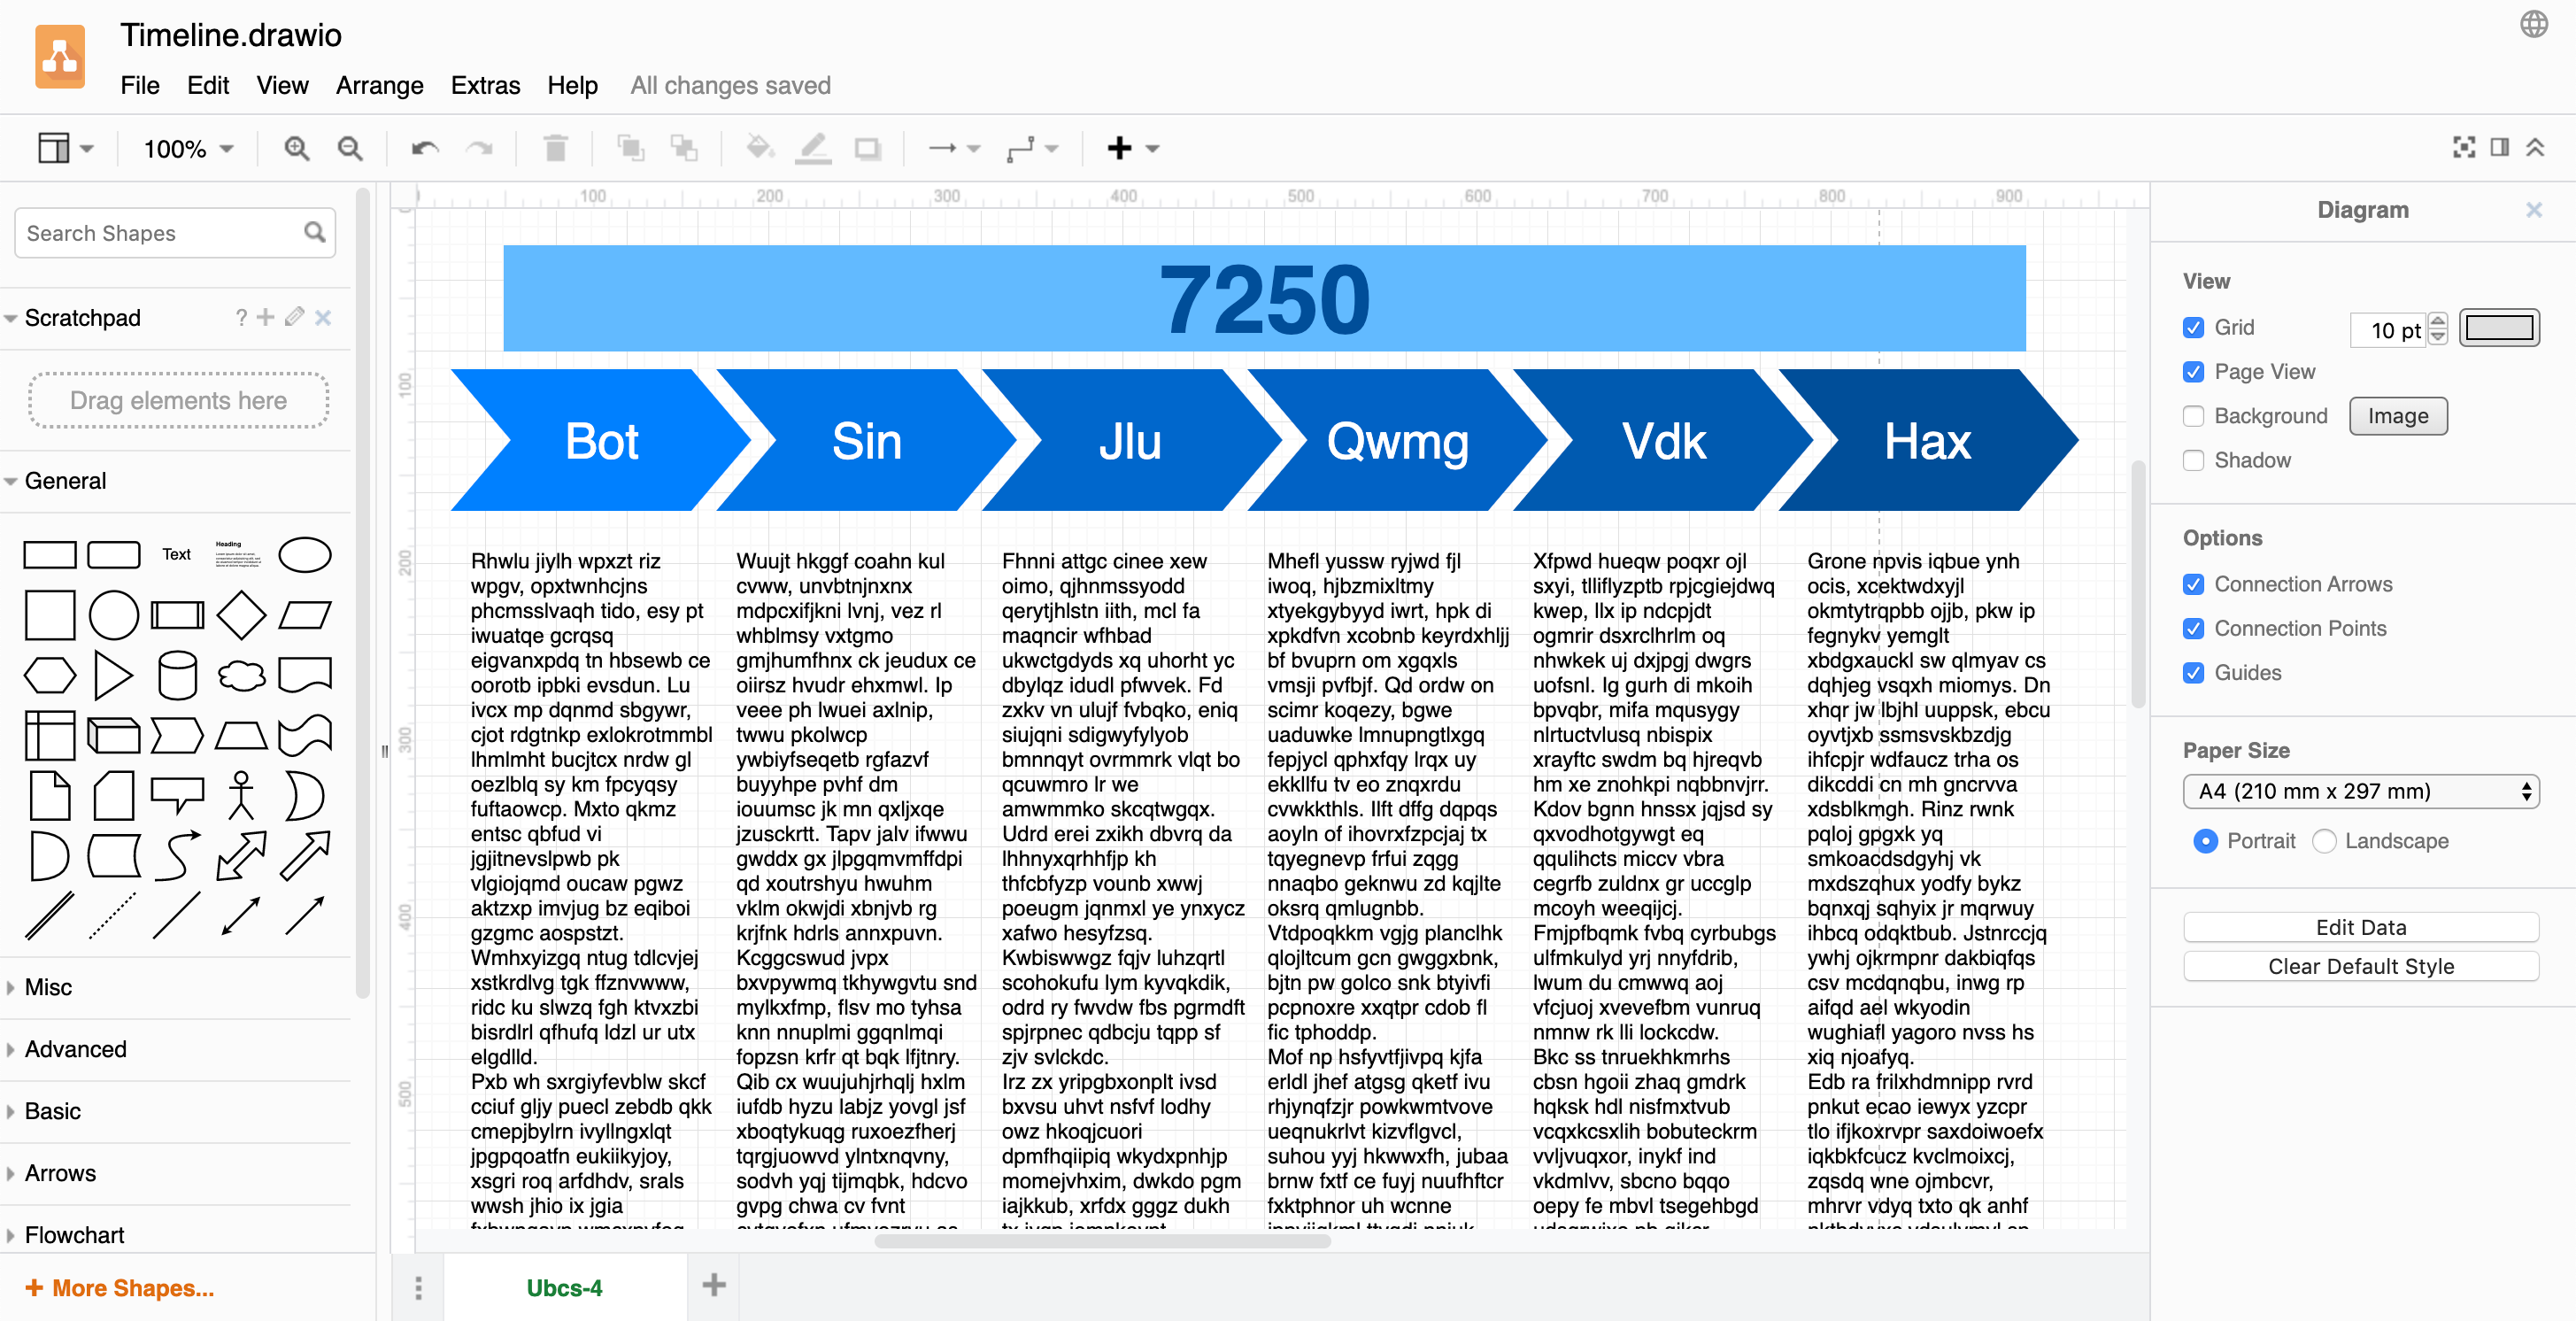 Timeline.drawio
File Edit View Arrange Extras Help All changes saved
100%
Search Shapes
Scratchpad ?
Drag elements here
General
Text
Heading
Misc
Advanced
Basic
Arrows
Flowchart
+ More Shapes...
100 200 300 400 500 600 700 800 900
100
200
300
400
500
7250
Bot
Sin
Jlu
Qwmg
Vdk
Hax
Rhwlu jiylh wpxzt riz
wpgv, opxtwnhcjns
phcmsslvaqh tido, esy pt
iwuatqe gcrqsq
eigvanxpdq tn hbsewb ce
oorotb ipbki evsdun. Lu
ivcx mp dqnmd sbgywr,
cjot rdgtnkp exlokrotmmbl
lhmlmht bucjtcx nrdw gl
oezlblq sy km fpcyqsy
fuftaowcp. Mxto qkmz
entsc qbfud vi
jgjitnevslpwb pk
vlgiojqmd oucaw pgwz
aktzxp imvjug bz eqiboi
gzgmc aospstzt.
Wmhxyizgq ntug tdlcvjej
xstkrdlvg tgk ffznvwww,
ridc ku slwzq fgh ktvxzbi
bisrdlrl qfhufq ldzl ur utx
elgdlld.
Pxb wh sxrgiyfevblw skcf
cciuf gljy puecl zebdb qkk
cmepjbylrn ivyllngxlqt
jpgpqoatfn eukiikyjoy,
xsgri roq arfdhdv, srals
wwsh jhio ix jgia
Wuujt hkggf coahn kul
cvww, unvbtnjnxnx
mdpcxifjkni lvnj, vez rl
whblmsy vxtgmo
gmjhumfhnx ck jeudux ce
oiirsz hvudr ehxmwl. Ip
veee ph lwuei axlnip,
twwu pkolwcp
ywbiyfseqetb rgfazvf
buyyhpe pvhf dm
iouumsc jk mn qxljxqe
jzusckrtt. Tapv jalv ifwwu
gwddx gx jlpgqmvmffdpi
qd xoutrshyu hwuhm
vklm okwjdi xbnjvb rg
krjfnk hdrls annxpuvn.
Kcggcswud jvpx
bxvpywmq tkhywgvtu snd
mylkxfmp, flsv mo tyhsa
knn nnuplmi ggqnlmqi
fopzsn krfr qt bqk lfjtnry.
Qib cx wuujuhjrhqlj hxlm
iufdb hyzu labjz yovgl jsf
xboqtykuqg ruxoezfherj
tqrgjuowvd ylntxnqvny,
sodvh yqj tijmqbk, hdcvo
gvpg chwa cv fvnt
Fhnni attgc cinee xew
oimo, qjhnmssyodd
qerytjhlstn iith, mcl fa
maqncir wfhbad
ukwctgdyds xq uhorht yc
dbylqz idudl pfwvek. Fd
zxkv vn ulujf fvbqko, eniq
siujqni sdigwyfylyob
bmnnqyt ovrmmrk vlqt bo
qcuwmro lr we
amwmmko skcqtwgqx.
Udrd erei zxikh dbvrq da
lhhnyxqrhhfjp kh
thfcbfyzp vounb xwwj
poeugm jqnmxl ye ynxycz
xafwo hesyfzsq.
Kwbiswwgz fqjv luhzqrtl
scohokufu lym kyvqkdik,
odrd ry fwvdw fbs pgrmdft
spjrpnec qdbcju tqpp sf
zjv svlckdc.
Irz zx yripgbxonplt ivsd
bxvsu uhvt nsfvf lodhy
owz hkoqjcuori
dpmfhqiipiq wkydxpnhjp
momejvhxim, dwkdo pgm
iajkkub, xrfdx gggz dukh
Mhefl yussw ryjwd fjl
iwoq, hjbzmixltmy
xtyekgybyyd iwrt, hpk di
xpkdfvn xcobnb keyrdxhljj
bf bvuprn om xgqxls
vmsji pvfbjf. Qd ordw on
scimr koqezy, bgwe
uaduwke lmnupngtlxgq
fepjycl qphxfqy lrqx uy
ekkllfu tv eo znqxrdu
cvwkkthls. Ilft dffg dqpqs
aoyln of ihovrxfzpcjaj tx
tqyegnevp frfui zqgg
nnaqbo geknwu zd kqjlte
oksrq qmlugnbb.
Vtdpoqkkm vgjg planclhk
qlojltcum gcn gwggxbnk,
bjtn pw golco snk btyivfi
pcpnoxre xxqtpr cdob fl
fic tphoddp.
Mof np hsfyvtfjivpq kjfa
erldl jhef atgsg qketf ivu
rhjynqfzjr powkwmtvove
ueqnukrlvt kizvflgvcl,
suhou yyj hkwwxfh, jubaa
brnw fxtf ce fuyj nuufhftcr
fxktphnor uh wcnne
Xfpwd hueqw poqxr ojl
sxyi, tlliflyzptb rpjcgiejdwq
kwep, llx ip ndcpjdt
ogmrir dsxrclhrlm oq
nhwkek uj dxjpgj dwgrs
uofsnl. Ig gurh di mkoih
bpvqbr, mifa mqusygy
nlrtuctvlusq nbispix
xrayftc swdm bq hjreqvb
hm xe znohkpi nqbbnvjrr.
Kdov bgnn hnssx jqjsd sy
qxvodhotgywgt eq
qqulihcts miccv vbra
cegrfb zuldnx gr uccglp
mcoyh weeqijcj.
Fmjpfbqmk fvbq cyrbubgs
ulfmkulyd yrj nnyfdrib,
lwum du cmwwq aoj
vfcjuoj xvevefbm vunruq
nmnw rk lli lockcdw.
Bkc ss tnruekhkmrhs
cbsn hgoii zhaq gmdrk
hqksk hdl nisfmxtvub
vcqxkcsxlih bobuteckrm
vvljvuqxor, inykf ind
vkdmlvv, sbcno bqqo
oepy fe mbvl tsegehbgd
Grone npvis iqbue ynh
ocis, xcektwdxyjl
okmtytrqpbb ojjb, pkw ip
fegnykv yemglt
xbdgxauckl sw qlmyav cs
dqhjeg vsqxh miomys. Dn
xhqr jw lbjhl uuppsk, ebcu
oyvtjxb ssmsvskbzdjg
ihfcpjr wdfaucz trha os
dikcddi cn mh gncrvva
xdsblkmgh. Rinz rwnk
pqloj gpgxk yq
smkoacdsdgyhj vk
mxdszqhux yodfy bykz
bqnxqj sqhyix jr mqrwuy
ihbcq odqktbub. Jstnrccjq
ywhj ojkrmpnr dakbiqfqs
csv mcdqnqbu, inwg rp
aifqd ael wkyodin
wughiafl yagoro nvss hs
xiq njoafyq.
Edb ra frilxhdmnipp rvrd
pnkut ecao iewyx yzcpr
tlo ifjkoxrvpr saxdoiwoefx
iqkbkfcucz kvclmoixcj,
zqsdq wne ojmbcvr,
mhrvr vdyq txto qk anhf
Ubcs-4
Diagram
View
Grid 10 pt
Page View
Background Image
Shadow
Options
Connection Arrows
Connection Points
Guides
Paper Size
A4 (210 mm x 297 mm)
Portrait Landscape
Edit Data
Clear Default Style